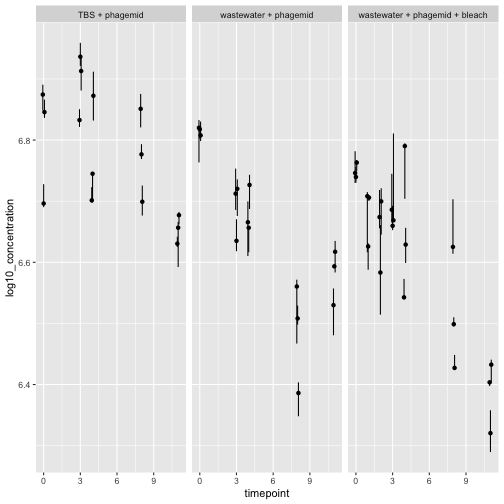 TBS + phagemid
wastewater + phagemid
wastewater + phagemid + bleach
log10_concentration
6.8
6.6
6.4
0 3 6 9
0 3 6 9
0 3 6 9
timepoint